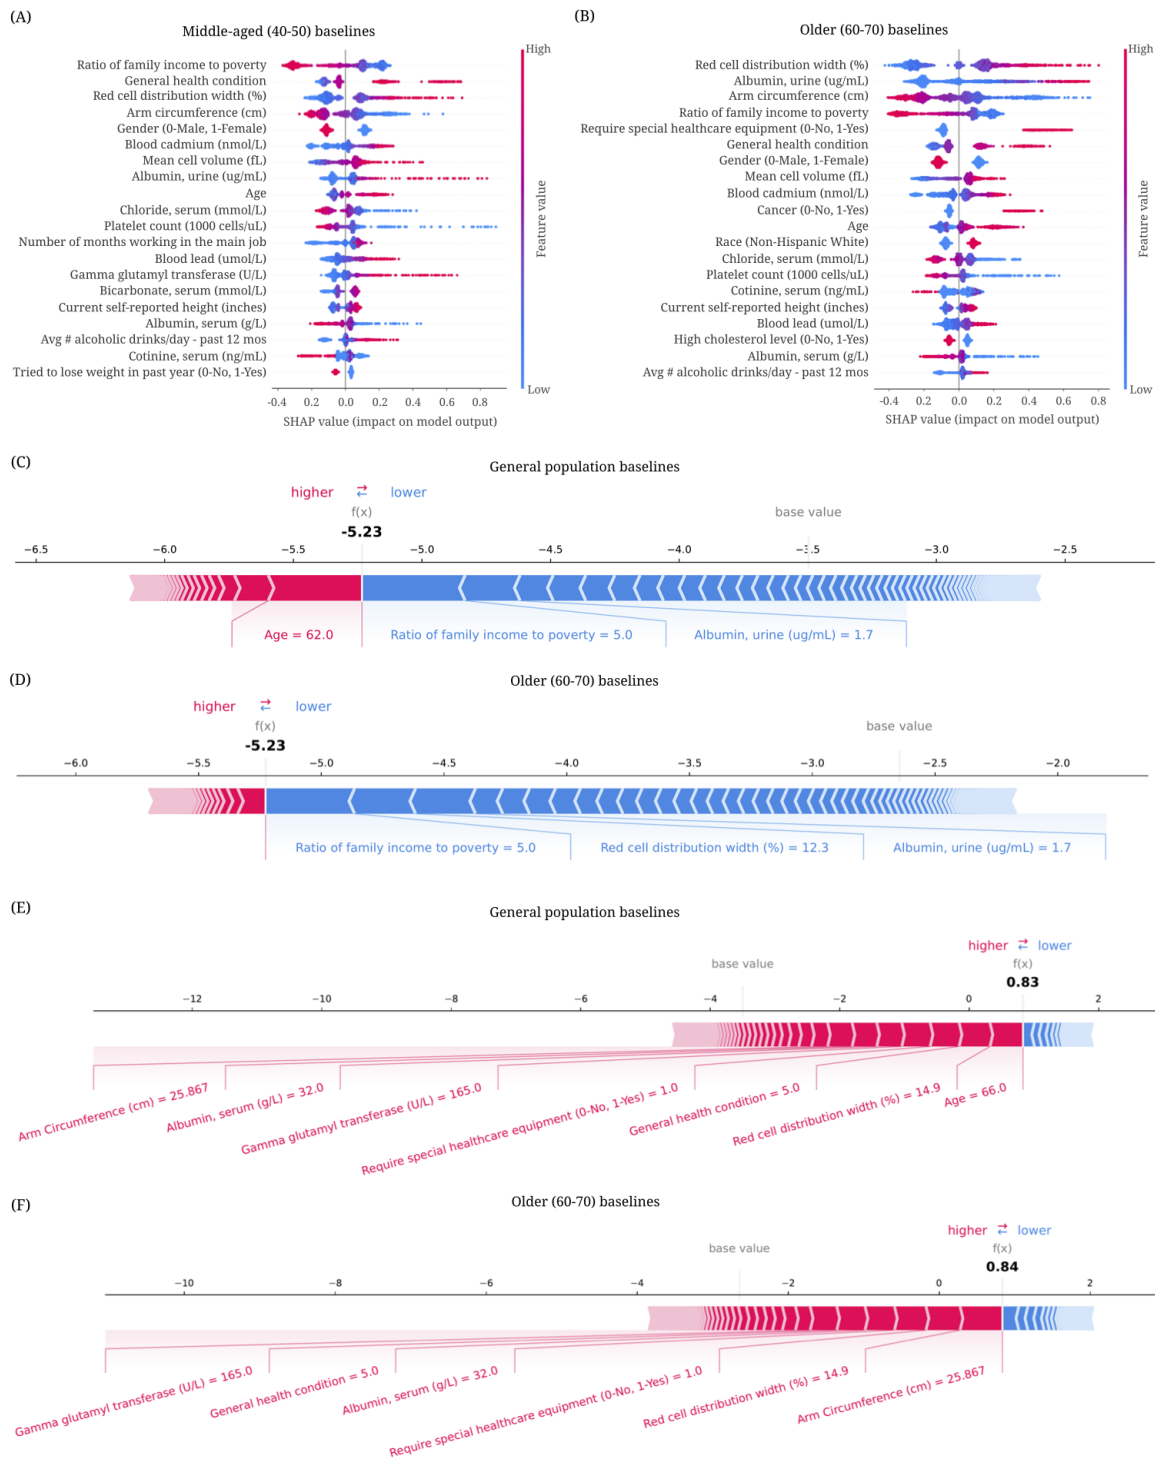 (A)
Middle-aged (40-50) baselines
Ratio of family income to poverty
General health condition
Red cell distribution width (%)
Arm circumference (cm)
Gender (0-Male, 1-Female)
Blood cadmium (nmol/L)
Mean cell volume (fL)
Albumin, urine (ug/mL)
Age
Chloride, serum (mmol/L)
Platelet count (1000 cells/uL)
Number of months working in the main job
Blood lead (umol/L)
Gamma glutamyl transferase (U/L)
Bicarbonate, serum (mmol/L)
Current self-reported height (inches)
Albumin, serum (g/L)
Avg # alcoholic drinks/day - past 12 mos
Cotinine, serum (ng/mL)
Tried to lose weight in past year (0-No, 1-Yes)
-0.4 -0.2 0.0 0.2 0.4 0.6 0.8
SHAP value (impact on model output)
High
Feature value
Low
(B)
Older (60-70) baselines
Red cell distribution width (%)
Albumin, urine (ug/mL)
Arm circumference (cm)
Ratio of family income to poverty
Require special healthcare equipment (0-No, 1-Yes)
General health condition
Gender (0-Male, 1-Female)
Mean cell volume (fL)
Blood cadmium (nmol/L)
Cancer (0-No, 1-Yes)
Age
Race (Non-Hispanic White)
Chloride, serum (mmol/L)
Platelet count (1000 cells/uL)
Cotinine, serum (ng/mL)
Current self-reported height (inches)
Blood lead (umol/L)
High cholesterol level (0-No, 1-Yes)
Albumin, serum (g/L)
Avg # alcoholic drinks/day - past 12 mos
-0.4 -0.2 0.0 0.2 0.4 0.6 0.8
SHAP value (impact on model output)
High
Feature value
Low
(C)
General population baselines
higher ⇄ lower
f(x)
base value
-5.23
−6.5 −6.0 −5.5 −5.0 −4.5 −4.0 −3.5 −3.0 −2.5
Age = 62.0
Ratio of family income to poverty = 5.0
Albumin, urine (ug/mL) = 1.7
(D)
Older (60-70) baselines
higher ⇄ lower
f(x)
base value
-5.23
−6.0 −5.5 −5.0 −4.5 −4.0 −3.5 −3.0 −2.5 −2.0
Ratio of family income to poverty = 5.0
Red cell distribution width (%) = 12.3
Albumin, urine (ug/mL) = 1.7
(E)
General population baselines
higher ⇄ lower
base value
f(x)
0.83
−12 −10 −8 −6 −4 −2 0 2
Arm Circumference (cm) = 25.867
Albumin, serum (g/L) = 32.0
Gamma glutamyl transferase (U/L) = 165.0
Require special healthcare equipment (0-No, 1-Yes) = 1.0
General health condition = 5.0
Red cell distribution width (%) = 14.9
Age = 66.0
(F)
Older (60-70) baselines
higher ⇄ lower
base value
f(x)
0.84
−10 −8 −6 −4 −2 0 2
Gamma glutamyl transferase (U/L) = 165.0
General health condition = 5.0
Albumin, serum (g/L) = 32.0
Require special healthcare equipment (0-No, 1-Yes) = 1.0
Red cell distribution width (%) = 14.9
Arm Circumference (cm) = 25.867